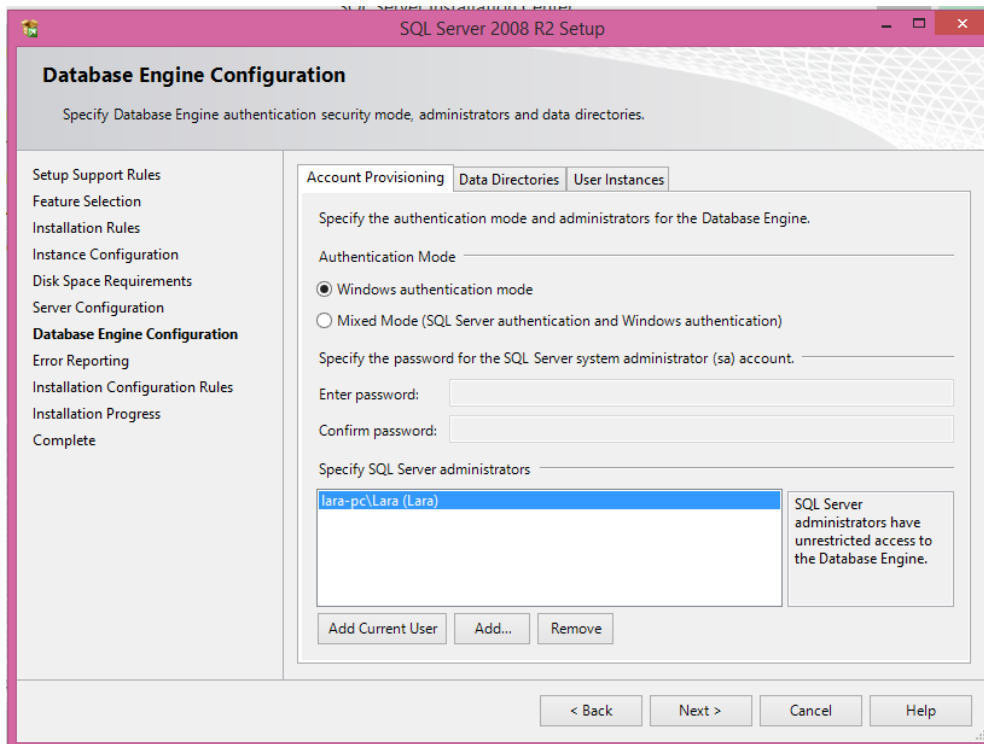 SQL Server Installation Center
SQL Server 2008 R2 Setup
Database Engine Configuration
Specify Database Engine authentication security mode, administrators and data directories.
Setup Support Rules
Feature Selection
Installation Rules
Instance Configuration
Disk Space Requirements
Server Configuration
Database Engine Configuration
Error Reporting
Installation Configuration Rules
Installation Progress
Complete
Account Provisioning Data Directories User Instances
Specify the authentication mode and administrators for the Database Engine.
Authentication Mode
Windows authentication mode
Mixed Mode (SQL Server authentication and Windows authentication)
Specify the password for the SQL Server system administrator (sa) account.
Enter password:
Confirm password:
Specify SQL Server administrators
lara-pc\Lara (Lara)
SQL Server
administrators have
unrestricted access to
the Database Engine.
Add Current User Add... Remove
< Back Next > Cancel Help